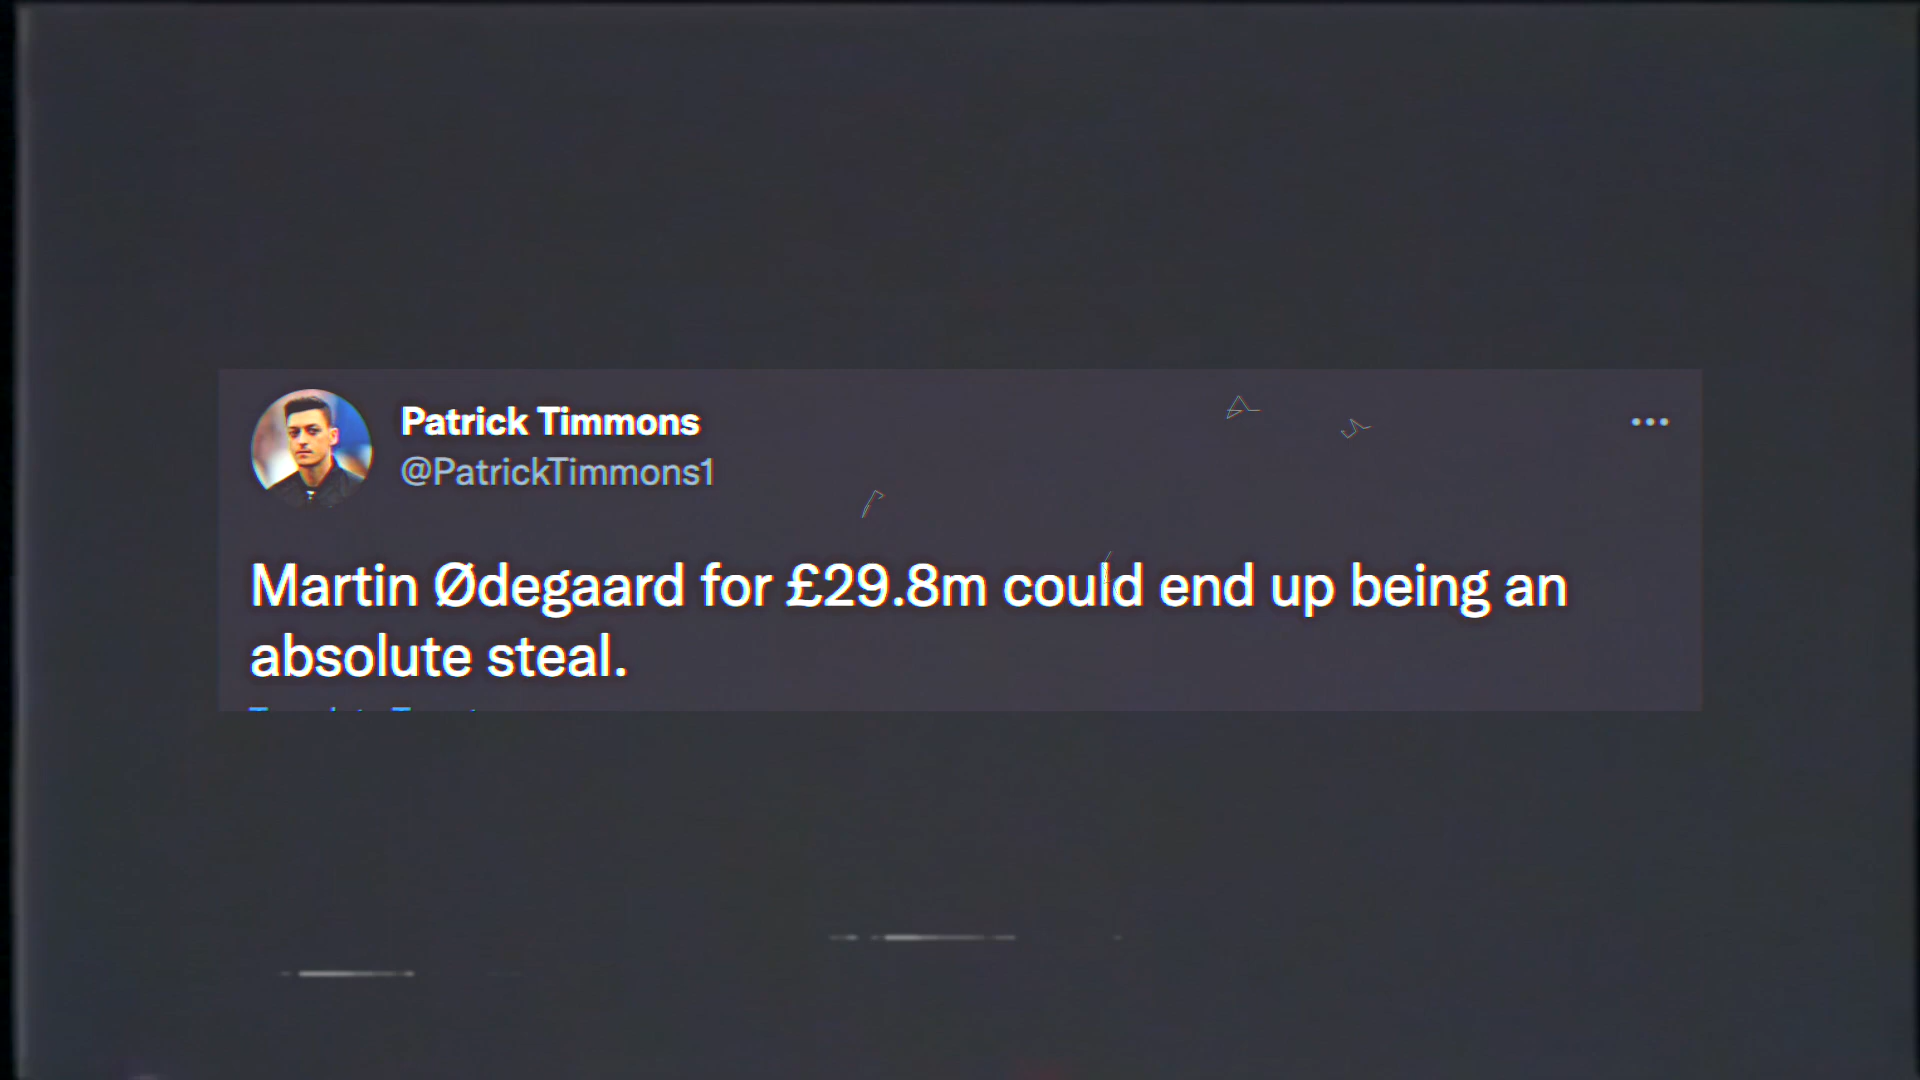 Patrick Timmons
@PatrickTimmons1
Martin Ødegaard for £29.8m could end up being an
absolute steal.